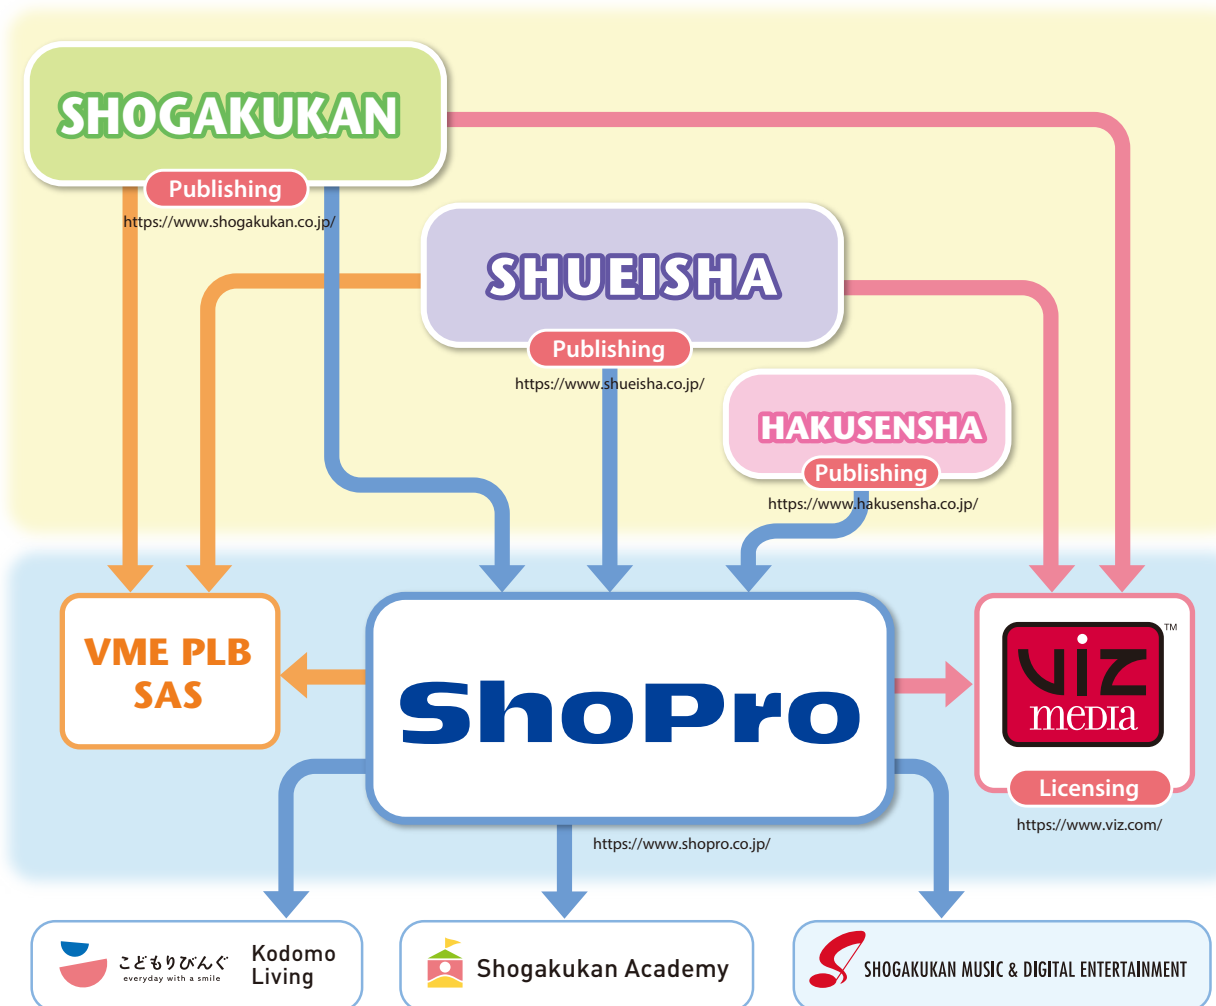 SHOGAKUKAN
Publishing
https://www.shogakukan.co.jp/
SHUEISHA
Publishing
https://www.shueisha.co.jp/
HAKUSENSHA
Publishing
https://www.hakusensha.co.jp/
VME PLB
SAS
ShoPro
https://www.shopro.co.jp/
VIZ
MEDIA
TM
Licensing
https://www.viz.com/
こどもりびんぐ
everyday with a smile
Kodomo
Living
Shogakukan Academy
SHOGAKUKAN MUSIC & DIGITAL ENTERTAINMENT